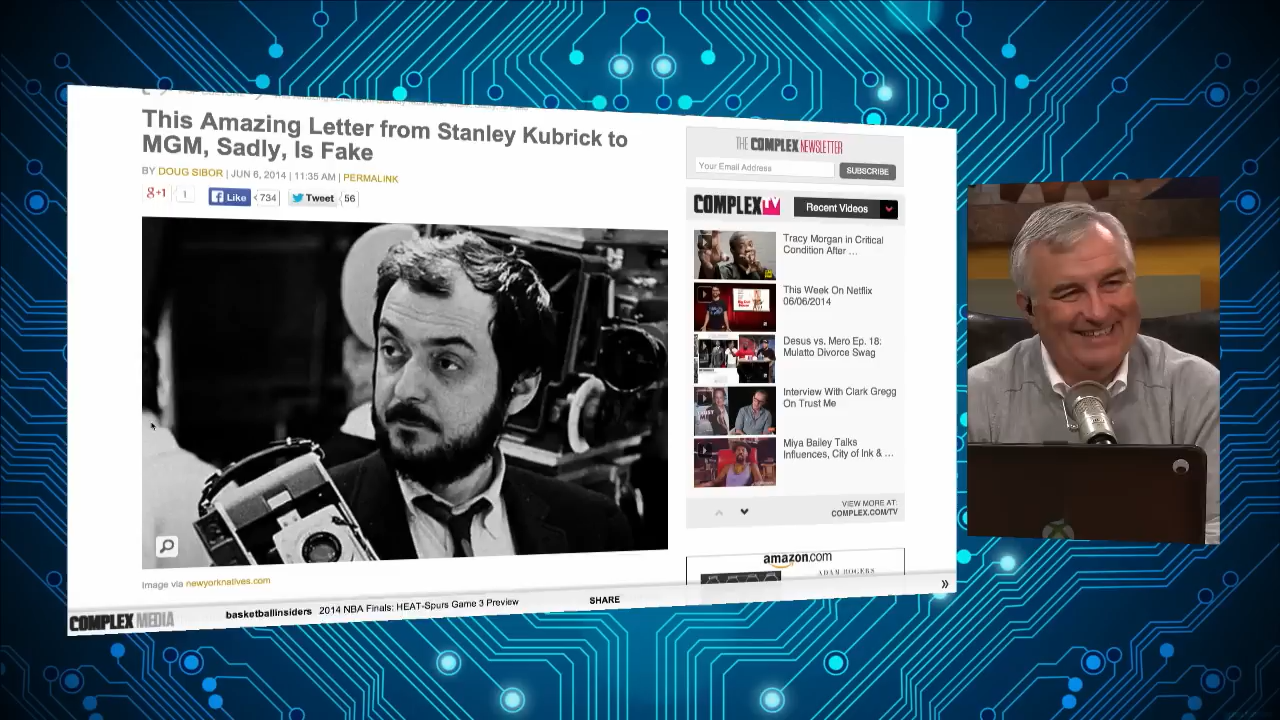 This Amazing Letter from Stanley Kubrick to
MGM, Sadly, Is Fake
BY DOUG SIBOR | JUN 6, 2014 | 11:35 AM | PERMALINK
g+1 1 Like 734 Tweet 56
Image via newyorknatives.com
THE COMPLEX NEWSLETTER
Your Email Address SUBSCRIBE
COMPLEX TV Recent Videos
Tracy Morgan in Critical
Condition After ...
This Week On Netflix
06/06/2014
Desus vs. Mero Ep. 18:
Mulatto Divorce Swag
Interview With Clark Gregg
On Trust Me
Miya Bailey Talks
Influences, City of Ink & ...
VIEW MORE AT:
COMPLEX.COM/TV
amazon.com
ADAM ROGERS
COMPLEX MEDIA basketballinsiders 2014 NBA Finals: HEAT-Spurs Game 3 Preview SHARE »